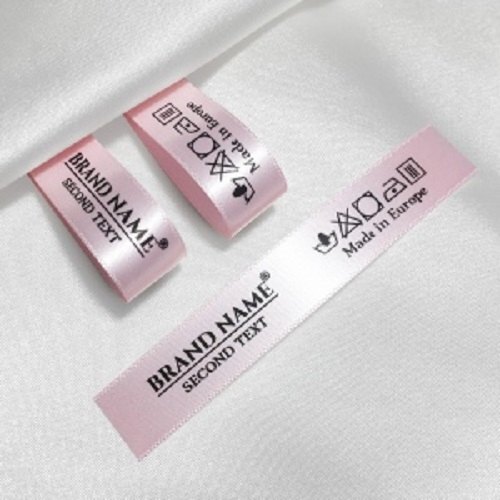 BRAND NAME®
SECOND TEXT
Made in Europe
BRAND NAME®
SECOND TEXT
Made in Europe